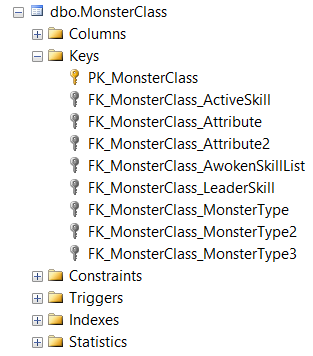 dbo.MonsterClass
Columns
Keys
PK_MonsterClass
FK_MonsterClass_ActiveSkill
FK_MonsterClass_Attribute
FK_MonsterClass_Attribute2
FK_MonsterClass_AwokenSkillList
FK_MonsterClass_LeaderSkill
FK_MonsterClass_MonsterType
FK_MonsterClass_MonsterType2
FK_MonsterClass_MonsterType3
Constraints
Triggers
Indexes
Statistics